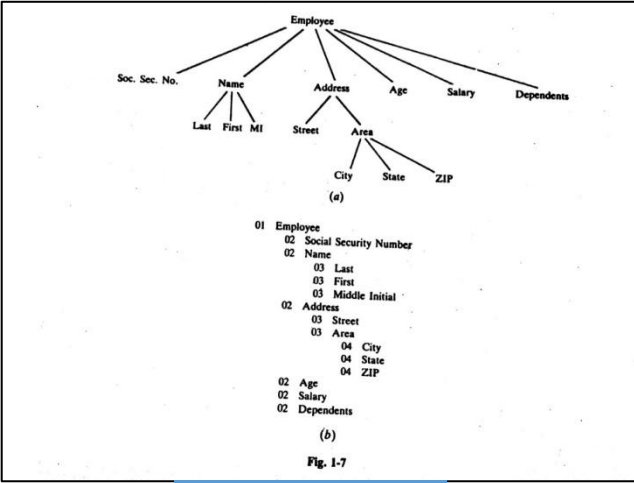 Employee
Soc. Sec. No. Name Address Age Salary Dependents
Last First MI Street Area
City State ZIP
(a)
01 Employee
02 Social Security Number
02 Name
03 Last
03 First
03 Middle Initial
02 Address
03 Street
03 Area
04 City
04 State
04 ZIP
02 Age
02 Salary
02 Dependents
(b)
Fig. 1-7